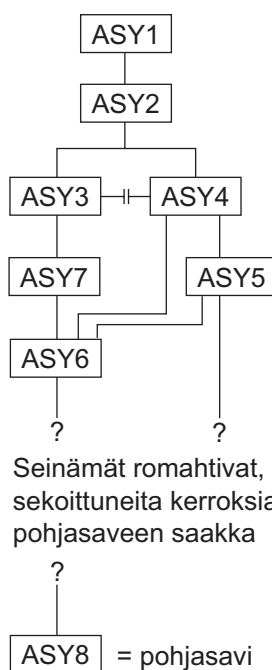 ASY1
ASY2
ASY3 ASY4
ASY7 ASY5
ASY6
? ?
Seinämät romahtivat,
sekoittuneita kerroksia
pohjasaveen saakka
?
ASY8 = pohjasavi